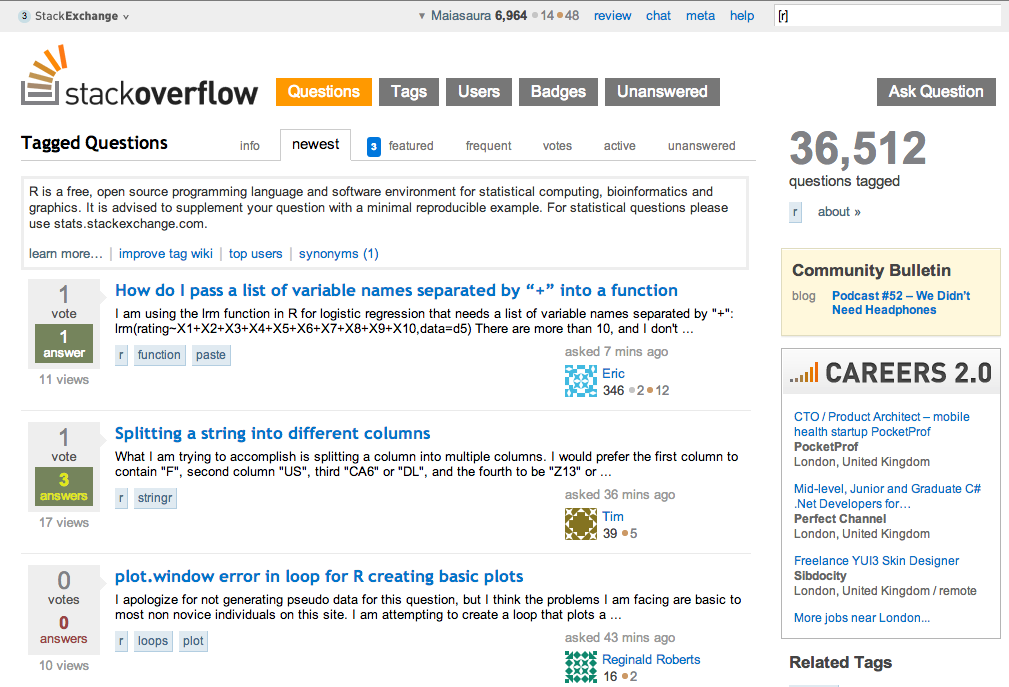 3 StackExchange
Maiasaura 6,964 14 48 review chat meta help [r]
stackoverflow
Questions Tags Users Badges Unanswered Ask Question
Tagged Questions info newest 3 featured frequent votes active unanswered
R is a free, open source programming language and software environment for statistical computing, bioinformatics and
graphics. It is advised to supplement your question with a minimal reproducible example. For statistical questions please
use stats.stackexchange.com.
learn more… | improve tag wiki | top users | synonyms (1)
1
vote
1
answer
11 views
How do I pass a list of variable names separated by “+” into a function
I am using the lrm function in R for logistic regression that needs a list of variable names separated by "+":
lrm(rating~X1+X2+X3+X4+X5+X6+X7+X8+X9+X10,data=d5) There are more than 10, and I don't ...
r function paste
asked 7 mins ago
Eric
346 2 12
1
vote
3
answers
17 views
Splitting a string into different columns
What I am trying to accomplish is splitting a column into multiple columns. I would prefer the first column to
contain "F", second column "US", third "CA6" or "DL", and the fourth to be "Z13" or ...
r stringr
asked 36 mins ago
Tim
39 5
0
votes
0
answers
10 views
plot.window error in loop for R creating basic plots
I apologize for not generating pseudo data for this question, but I think the problems I am facing are basic to
most non novice individuals on this site. I am attempting to create a loop that plots a ...
r loops plot
asked 43 mins ago
Reginald Roberts
16 2
36,512
questions tagged
r about »
Community Bulletin
blog Podcast #52 – We Didn’t
Need Headphones
CAREERS 2.0
CTO / Product Architect – mobile
health startup PocketProf
PocketProf
London, United Kingdom
Mid-level, Junior and Graduate C#
.Net Developers for…
Perfect Channel
London, United Kingdom
Freelance YUI3 Skin Designer
Sibdocity
London, United Kingdom / remote
More jobs near London...
Related Tags